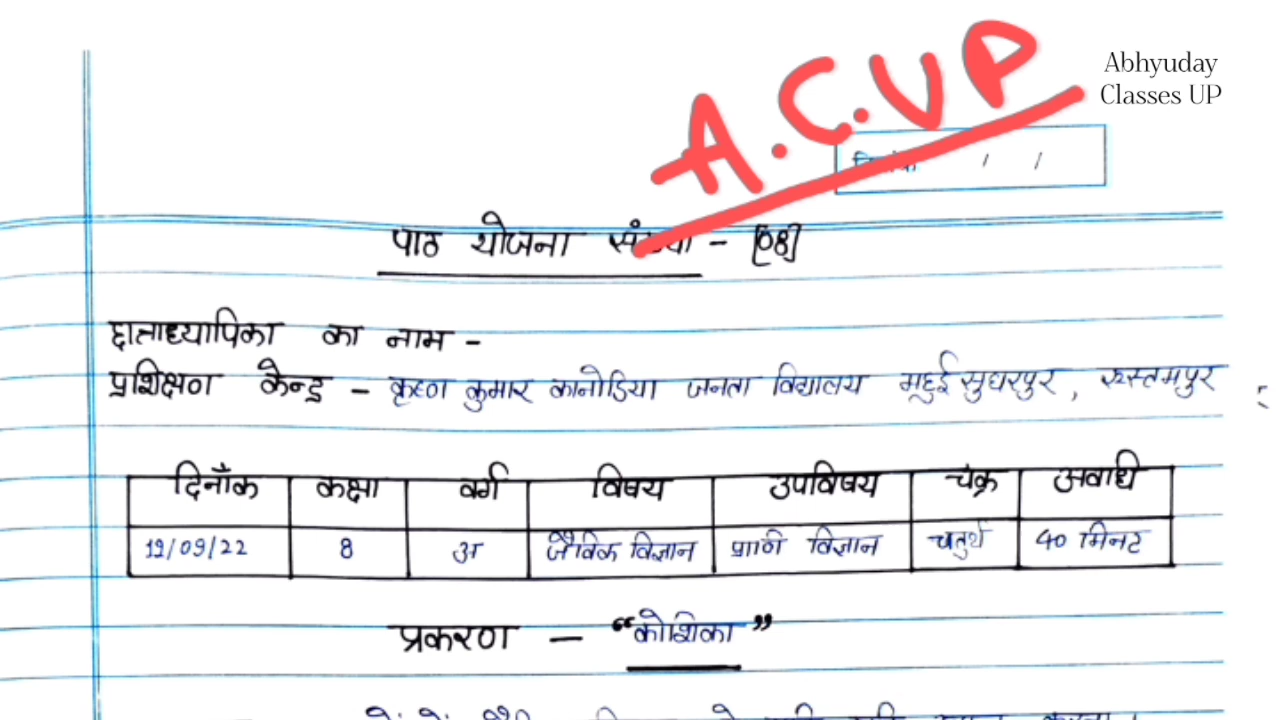 A.C.UP
Abhyuday
Classes UP
दिनांक / /
पाठ योजना संख्या - [08]
छात्राध्यापिका का नाम -
प्रशिक्षण केन्द्र - कृष्ण कुमार कानोडिया जनता विद्यालय मद्दुई सुघरपुर, रूस्तमपुर
दिनाँक कक्षा वर्ग विषय उपविषय चक्र अवधि
19/09/22 8 अ जैविक विज्ञान प्राणि विज्ञान चतुर्थ 40 मिनट
प्रकरण - "कोशिका"